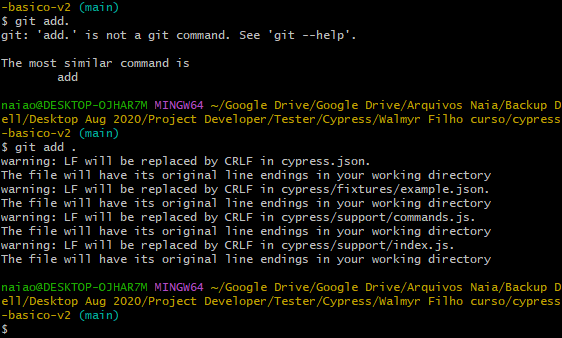 -basico-v2 (main)
$ git add.
git: 'add.' is not a git command. See 'git --help'.
The most similar command is
add
naiao@DESKTOP-OJHAR7M MINGW64 ~/Google Drive/Google Drive/Arquivos Naia/Backup D
ell/Desktop Aug 2020/Project Developer/Tester/Cypress/Walmyr Filho curso/cypress
-basico-v2 (main)
$ git add .
warning: LF will be replaced by CRLF in cypress.json.
The file will have its original line endings in your working directory
warning: LF will be replaced by CRLF in cypress/fixtures/example.json.
The file will have its original line endings in your working directory
warning: LF will be replaced by CRLF in cypress/support/commands.js.
The file will have its original line endings in your working directory
warning: LF will be replaced by CRLF in cypress/support/index.js.
The file will have its original line endings in your working directory
naiao@DESKTOP-OJHAR7M MINGW64 ~/Google Drive/Google Drive/Arquivos Naia/Backup D
ell/Desktop Aug 2020/Project Developer/Tester/Cypress/Walmyr Filho curso/cypress
-basico-v2 (main)
$